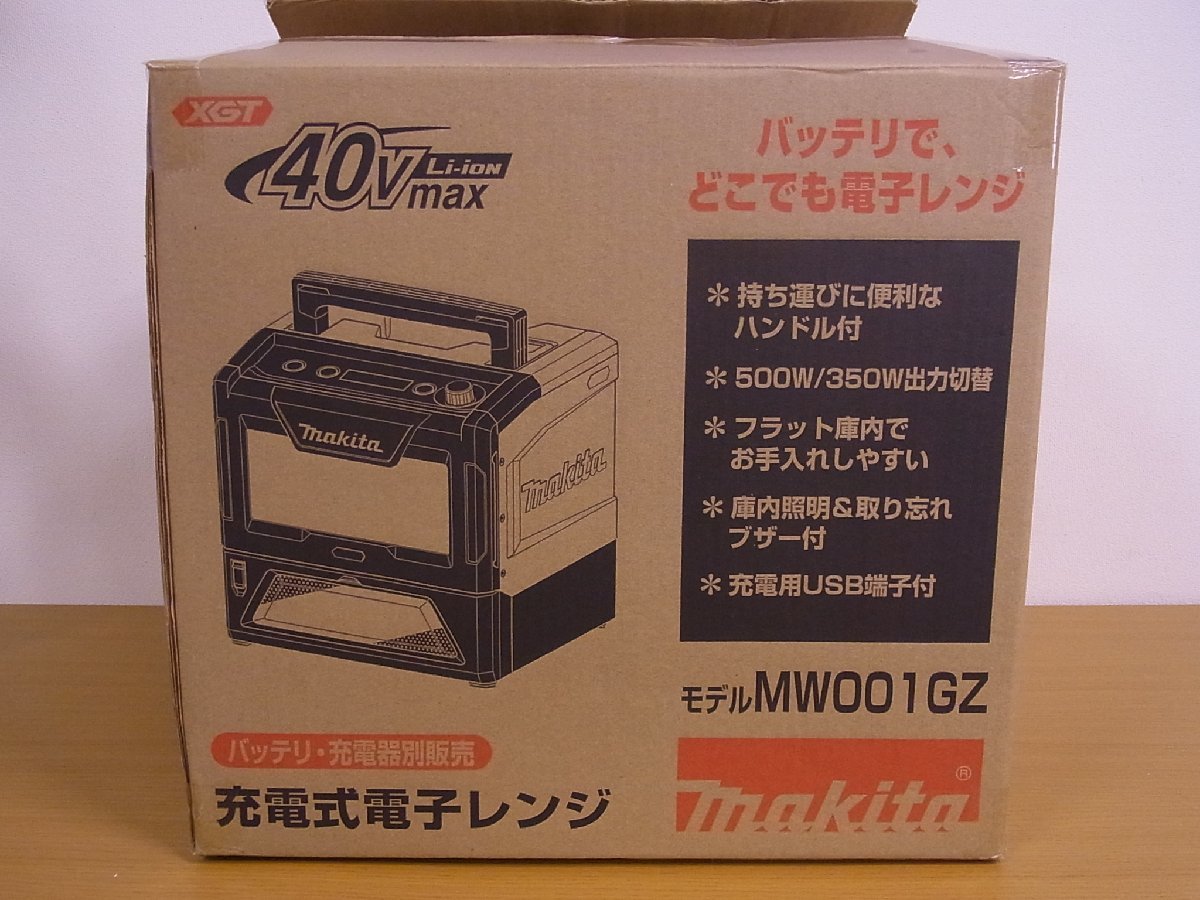 XGT
40Vmax Li-ion
バッテリで、
どこでも電子レンジ
＊持ち運びに便利な
ハンドル付
＊500W/350W出力切替
＊フラット庫内で
お手入れしやすい
＊庫内照明＆取り忘れ
ブザー付
＊充電用USB端子付
makita
makita
モデルMW001GZ
バッテリ・充電器別販売
充電式電子レンジ
makita®